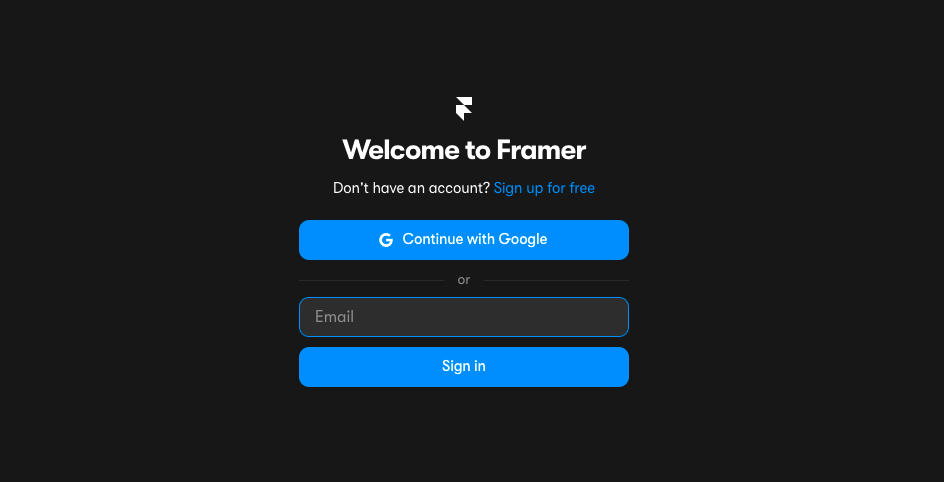 Welcome to Framer
Don't have an account? Sign up for free
Continue with Google
or
Email
Sign in